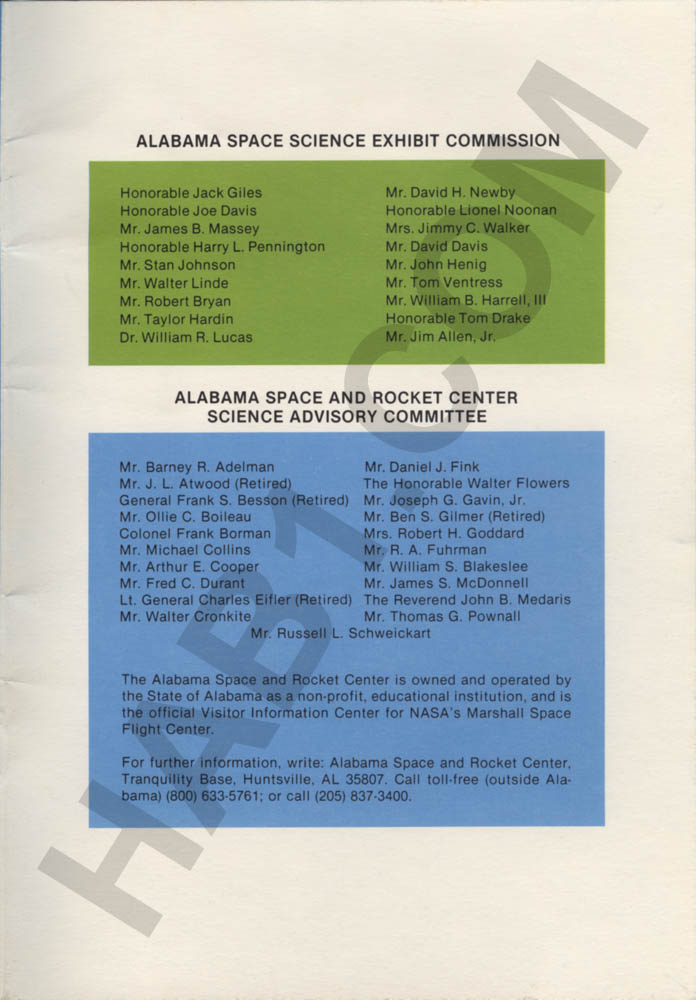 ALABAMA SPACE SCIENCE EXHIBIT COMMISSION
Honorable Jack Giles
Honorable Joe Davis
Mr. James B. Massey
Honorable Harry L. Pennington
Mr. Stan Johnson
Mr. Walter Linde
Mr. Robert Bryan
Mr. Taylor Hardin
Dr. William R. Lucas
Mr. David H. Newby
Honorable Lionel Noonan
Mrs. Jimmy C. Walker
Mr. David Davis
Mr. John Henig
Mr. Tom Ventress
Mr. William B. Harrell, III
Honorable Tom Drake
Mr. Jim Allen, Jr.
ALABAMA SPACE AND ROCKET CENTER
SCIENCE ADVISORY COMMITTEE
Mr. Barney R. Adelman
Mr. J. L. Atwood (Retired)
General Frank S. Besson (Retired)
Mr. Ollie C. Boileau
Colonel Frank Borman
Mr. Michael Collins
Mr. Arthur E. Cooper
Mr. Fred C. Durant
Lt. General Charles Eifler (Retired)
Mr. Walter Cronkite
Mr. Daniel J. Fink
The Honorable Walter Flowers
Mr. Joseph G. Gavin, Jr.
Mr. Ben S. Gilmer (Retired)
Mrs. Robert H. Goddard
Mr. R. A. Fuhrman
Mr. William S. Blakeslee
Mr. James S. McDonnell
The Reverend John B. Medaris
Mr. Thomas G. Pownall
Mr. Russell L. Schweickart
The Alabama Space and Rocket Center is owned and operated by
the State of Alabama as a non-profit, educational institution, and is
the official Visitor Information Center for NASA's Marshall Space
Flight Center.
For further information, write: Alabama Space and Rocket Center,
Tranquility Base, Huntsville, AL 35807. Call toll-free (outside Ala-
bama) (800) 633-5761; or call (205) 837-3400.
HAB1.COM